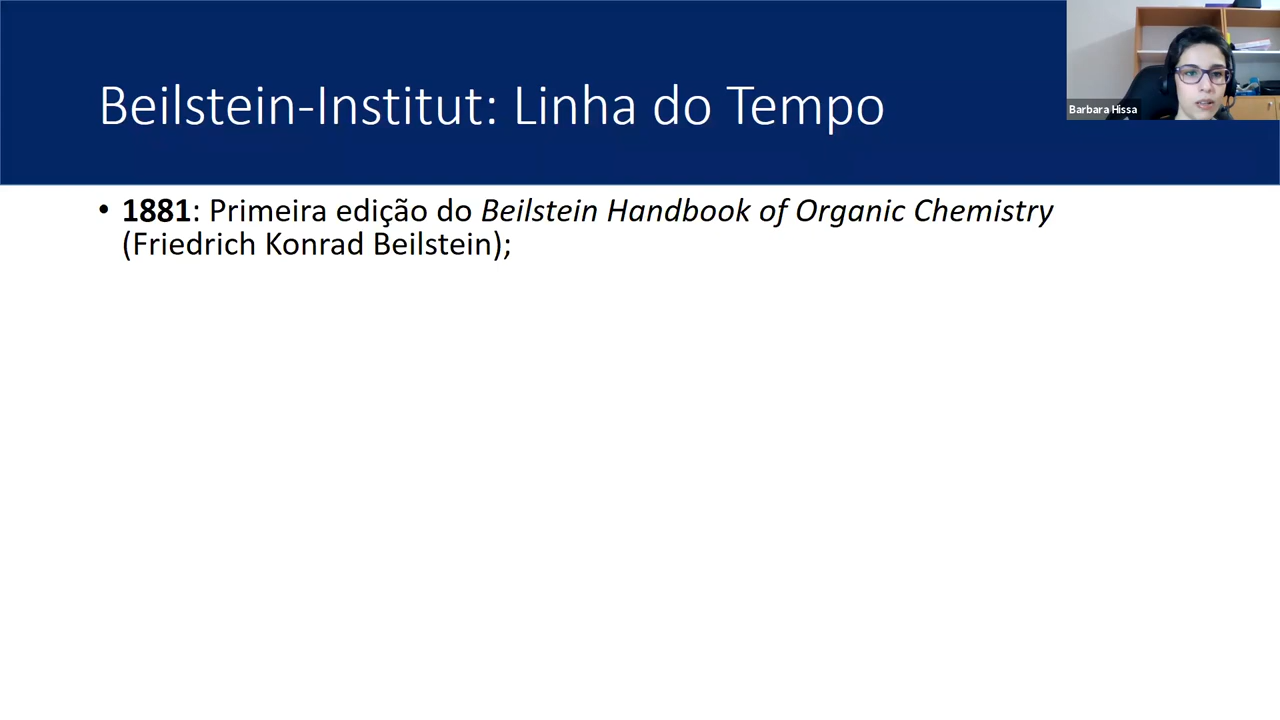 Beilstein-Institut: Linha do Tempo
Barbara Hissa
• 1881: Primeira edição do Beilstein Handbook of Organic Chemistry
(Friedrich Konrad Beilstein);